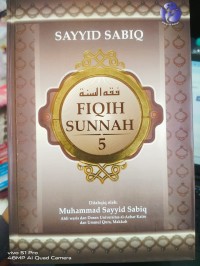 SAYYID SABIQ
فقه السنة
FIQIH
SUNNAH
5
Ditahqiq oleh:
Muhammad Sayyid Sabiq
Ahli waris dan Dosen Universitas al-Azhar Kairo
dan Ummul Qura, Makkah
vivo S1 Pro
48MP AI Quad Camera